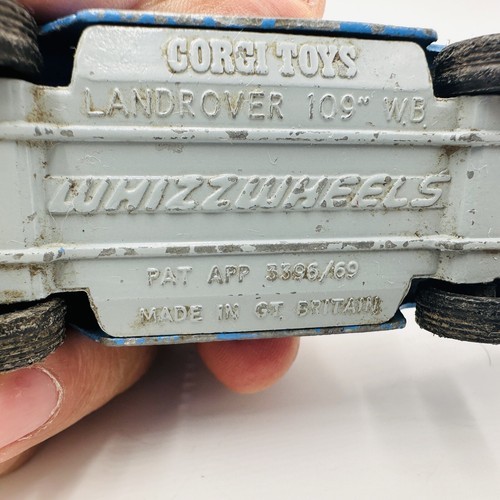 CORGI TOYS
LANDROVER 109" WB
WHIZZWHEELS
PAT APP 3396/69
MADE IN GT BRITAIN